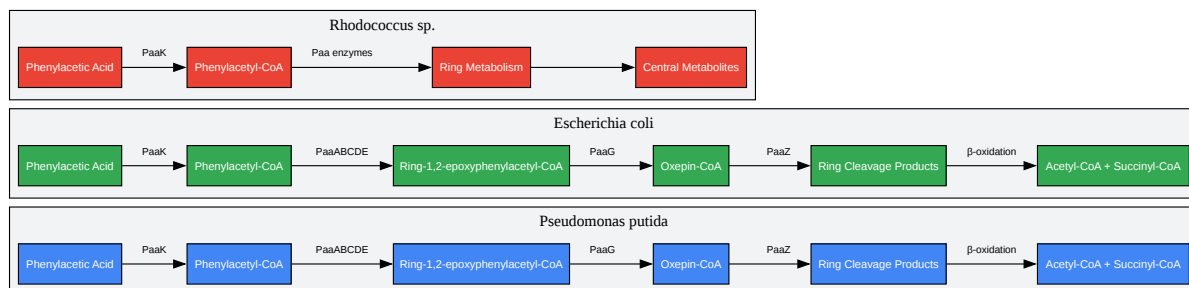 Rhodococcus sp.
PaaK
Paa enzymes
Phenylacetic Acid
Phenylacetyl-CoA
Ring Metabolism
Central Metabolites
Escherichia coli
PaaK
PaaABCDE
PaaG
PaaZ
β-oxidation
Phenylacetic Acid
Phenylacetyl-CoA
Ring-1,2-epoxyphenylacetyl-CoA
Oxepin-CoA
Ring Cleavage Products
Acetyl-CoA + Succinyl-CoA
Pseudomonas putida
PaaK
PaaABCDE
PaaG
PaaZ
β-oxidation
Phenylacetic Acid
Phenylacetyl-CoA
Ring-1,2-epoxyphenylacetyl-CoA
Oxepin-CoA
Ring Cleavage Products
Acetyl-CoA + Succinyl-CoA